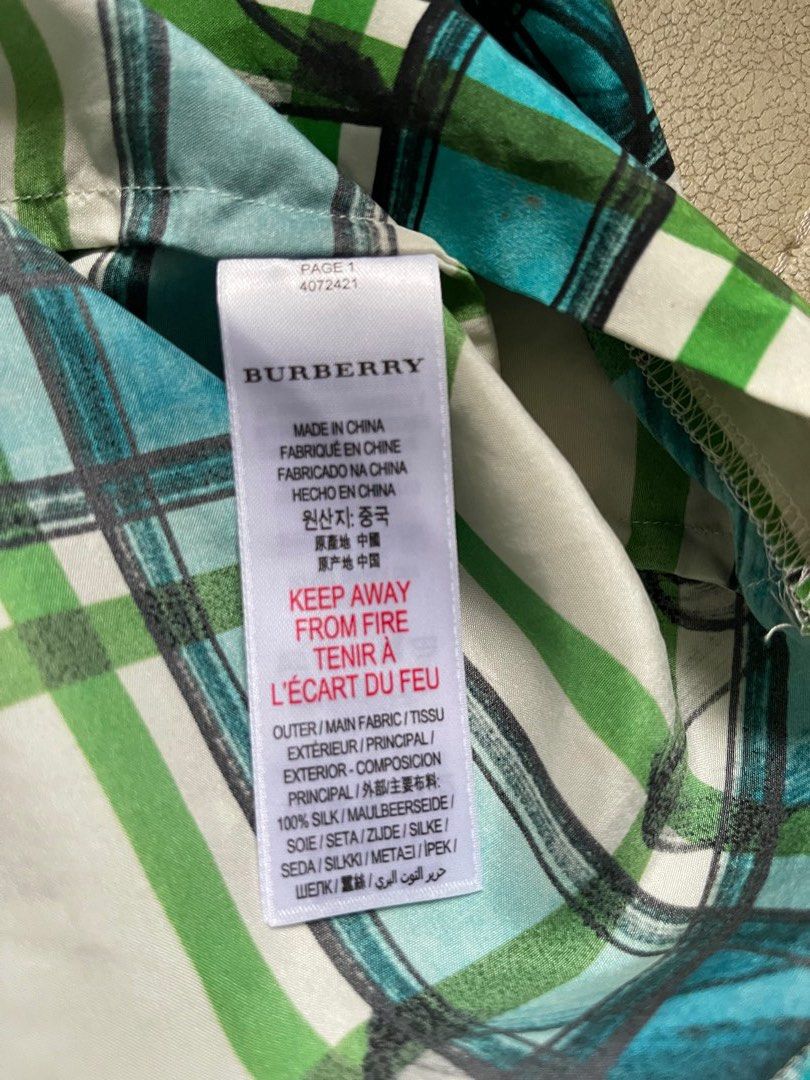 PAGE 1
4072421
BURBERRY
MADE IN CHINA
FABRIQUÉ EN CHINE
FABRICADO NA CHINA
HECHO EN CHINA
원산지: 중국
原產地 中國
原产地 中国
KEEP AWAY
FROM FIRE
TENIR À
L'ÉCART DU FEU
OUTER / MAIN FABRIC / TISSU
EXTÉRIEUR / PRINCIPAL /
EXTERIOR - COMPOSICION
PRINCIPAL / 外部/主要布料:
100% SILK / MAULBEERSEIDE /
SOIE / SETA / ZIJDE / SILKE /
SEDA / SILKKI / ΜΕΤΑΞΙ / İPEK /
ШЕЛК / 蠶絲 / حرير التوت البري /